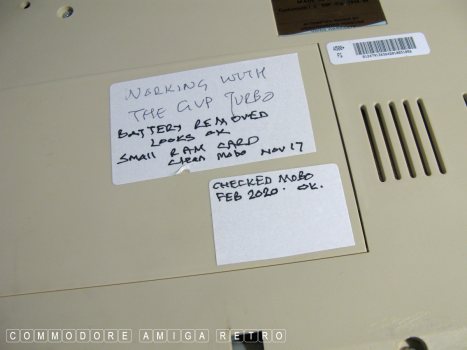 A500+
WORKING WITH
THE GVP TURBO
BATTERY REMOVED
LOOKS OK
SMALL RAM CARD
CLEAN MOBO NOV 17
CHECKED MOBO
FEB 2020. OK.
COMMODORE AMIGA RETRO